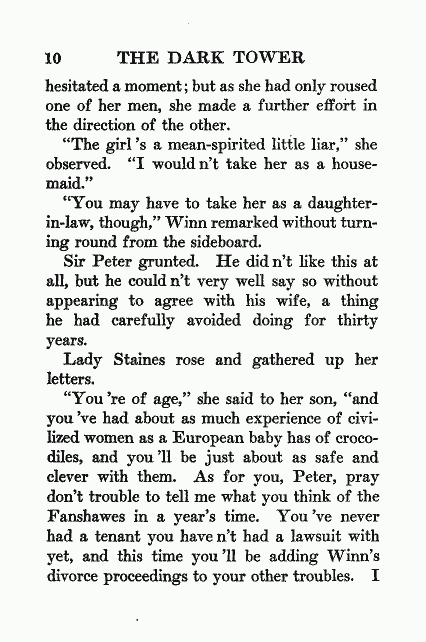 10 THE DARK TOWER
hesitated a moment; but as she had only roused
one of her men, she made a further effort in
the direction of the other.
“The girl 's a mean-spirited little liar,” she
observed. “I would n't take her as a house-
maid.”
“You may have to take her as a daughter-
in-law, though,” Winn remarked without turn-
ing round from the sideboard.
Sir Peter grunted. He did n't like this at
all, but he could n't very well say so without
appearing to agree with his wife, a thing
he had carefully avoided doing for thirty
years.
Lady Staines rose and gathered up her
letters.
“You 're of age,” she said to her son, “and
you 've had about as much experience of civi-
lized women as a European baby has of croco-
diles, and you 'll be just about as safe and
clever with them. As for you, Peter, pray
don't trouble to tell me what you think of the
Fanshawes in a year's time. You 've never
had a tenant you have n't had a lawsuit with
yet, and this time you 'll be adding Winn's
divorce proceedings to your other troubles. I